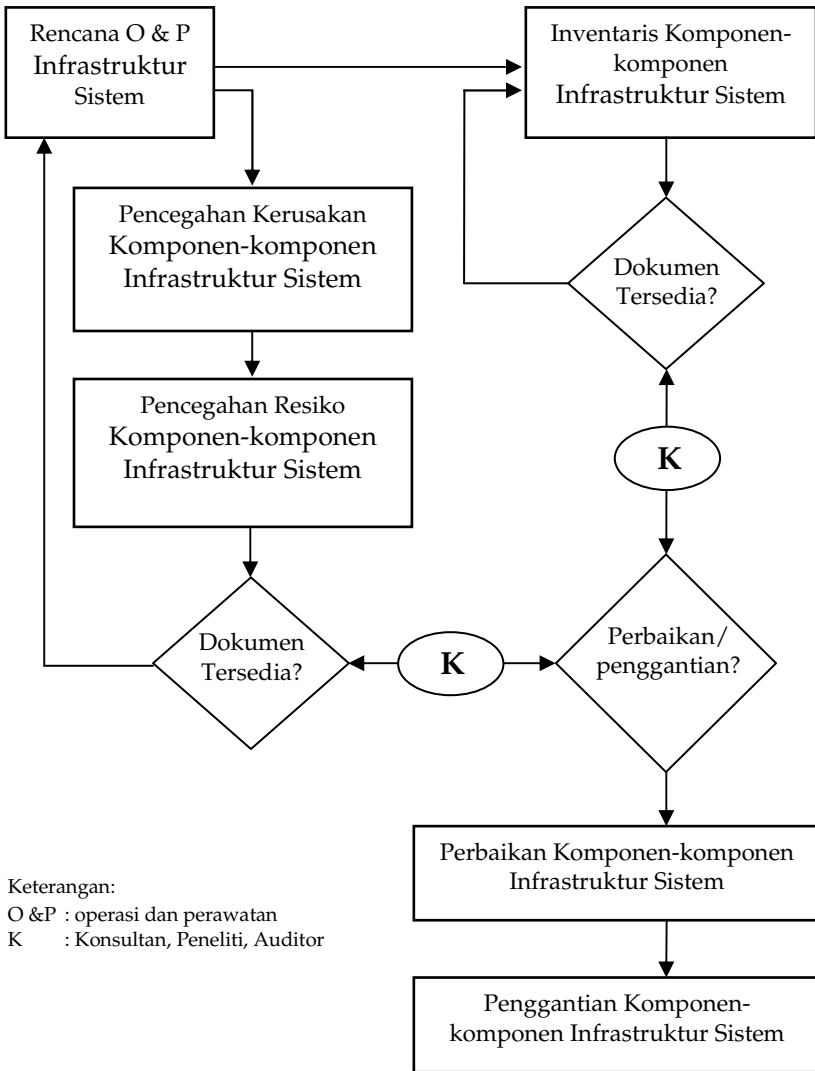 Rencana O & P
Infrastruktur
Sistem
Inventaris Komponen-
komponen
Infrastruktur Sistem
Pencegahan Kerusakan
Komponen-komponen
Infrastruktur Sistem
Dokumen
Tersedia?
Pencegahan Resiko
Komponen-komponen
Infrastruktur Sistem
K
Dokumen
Tersedia?
K
Perbaikan/
penggantian?
Perbaikan Komponen-komponen
Infrastruktur Sistem
Keterangan:
O &P : operasi dan perawatan
K : Konsultan, Peneliti, Auditor
Penggantian Komponen-
komponen Infrastruktur Sistem